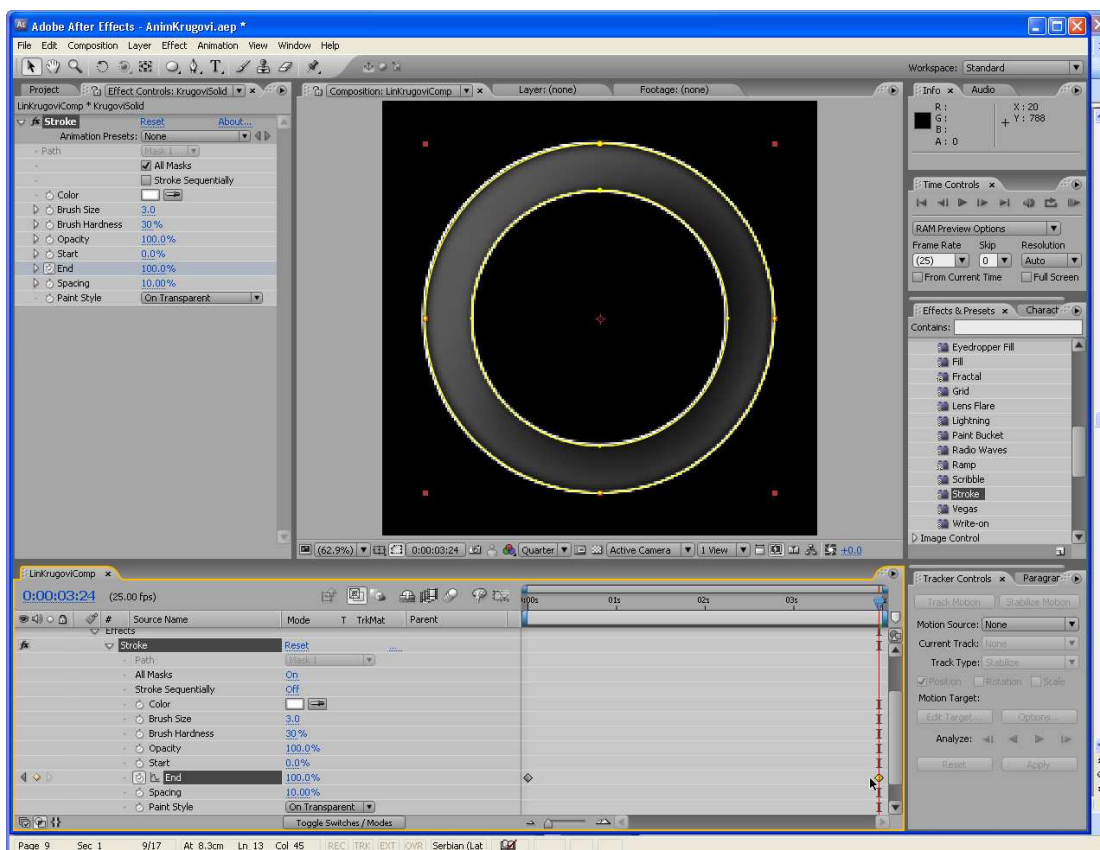 Adobe After Effects - AnimKrugovi.aep *
File Edit Composition Layer Effect Animation View Window Help
Workspace: Standard
Project Effect Controls: KrugoviSolid
LinKrugoviComp * KrugoviSolid
Stroke Reset About...
Animation Presets: None
Path Mask 1
All Masks
Stroke Sequentially
Color
Brush Size 3.0
Brush Hardness 30 %
Opacity 100.0%
Start 0.0%
End 100.0%
Spacing 10.00%
Paint Style On Transparent
Composition: LinKrugoviComp Layer: (none) Footage: (none)
(62.9%) 0:00:03:24 Quarter Active Camera 1 View +0.0
Info Audio
R : X : 20
G : Y : 788
B :
A : 0
Time Controls
RAM Preview Options
Frame Rate Skip Resolution
(25) 0 Auto
From Current Time Full Screen
Effects & Presets Charact
Contains:
Eyedropper Fill
Fill
Fractal
Grid
Lens Flare
Lightning
Paint Bucket
Radio Waves
Ramp
Scribble
Stroke
Vegas
Write-on
Image Control
LinKrugoviComp
0:00:03:24 (25.00 fps)
01s 02s 03s
# Source Name Mode T TrkMat Parent
Effects
Stroke Reset ...
Path Mask 1
All Masks On
Stroke Sequentially Off
Color
Brush Size 3.0
Brush Hardness 30 %
Opacity 100.0%
Start 0.0%
End 100.0%
Spacing 10.00%
Paint Style On Transparent
Toggle Switches / Modes
Tracker Controls Paragrar
Track Motion Stabilize Motion
Motion Source: None
Current Track: None
Track Type: Stabilize
Position Rotation Scale
Motion Target:
Edit Target... Options...
Analyze:
Reset Apply
Page 9 Sec 1 9/17 At 8.3cm Ln 13 Col 45 REC TRK EXT OVR Serbian (Lat